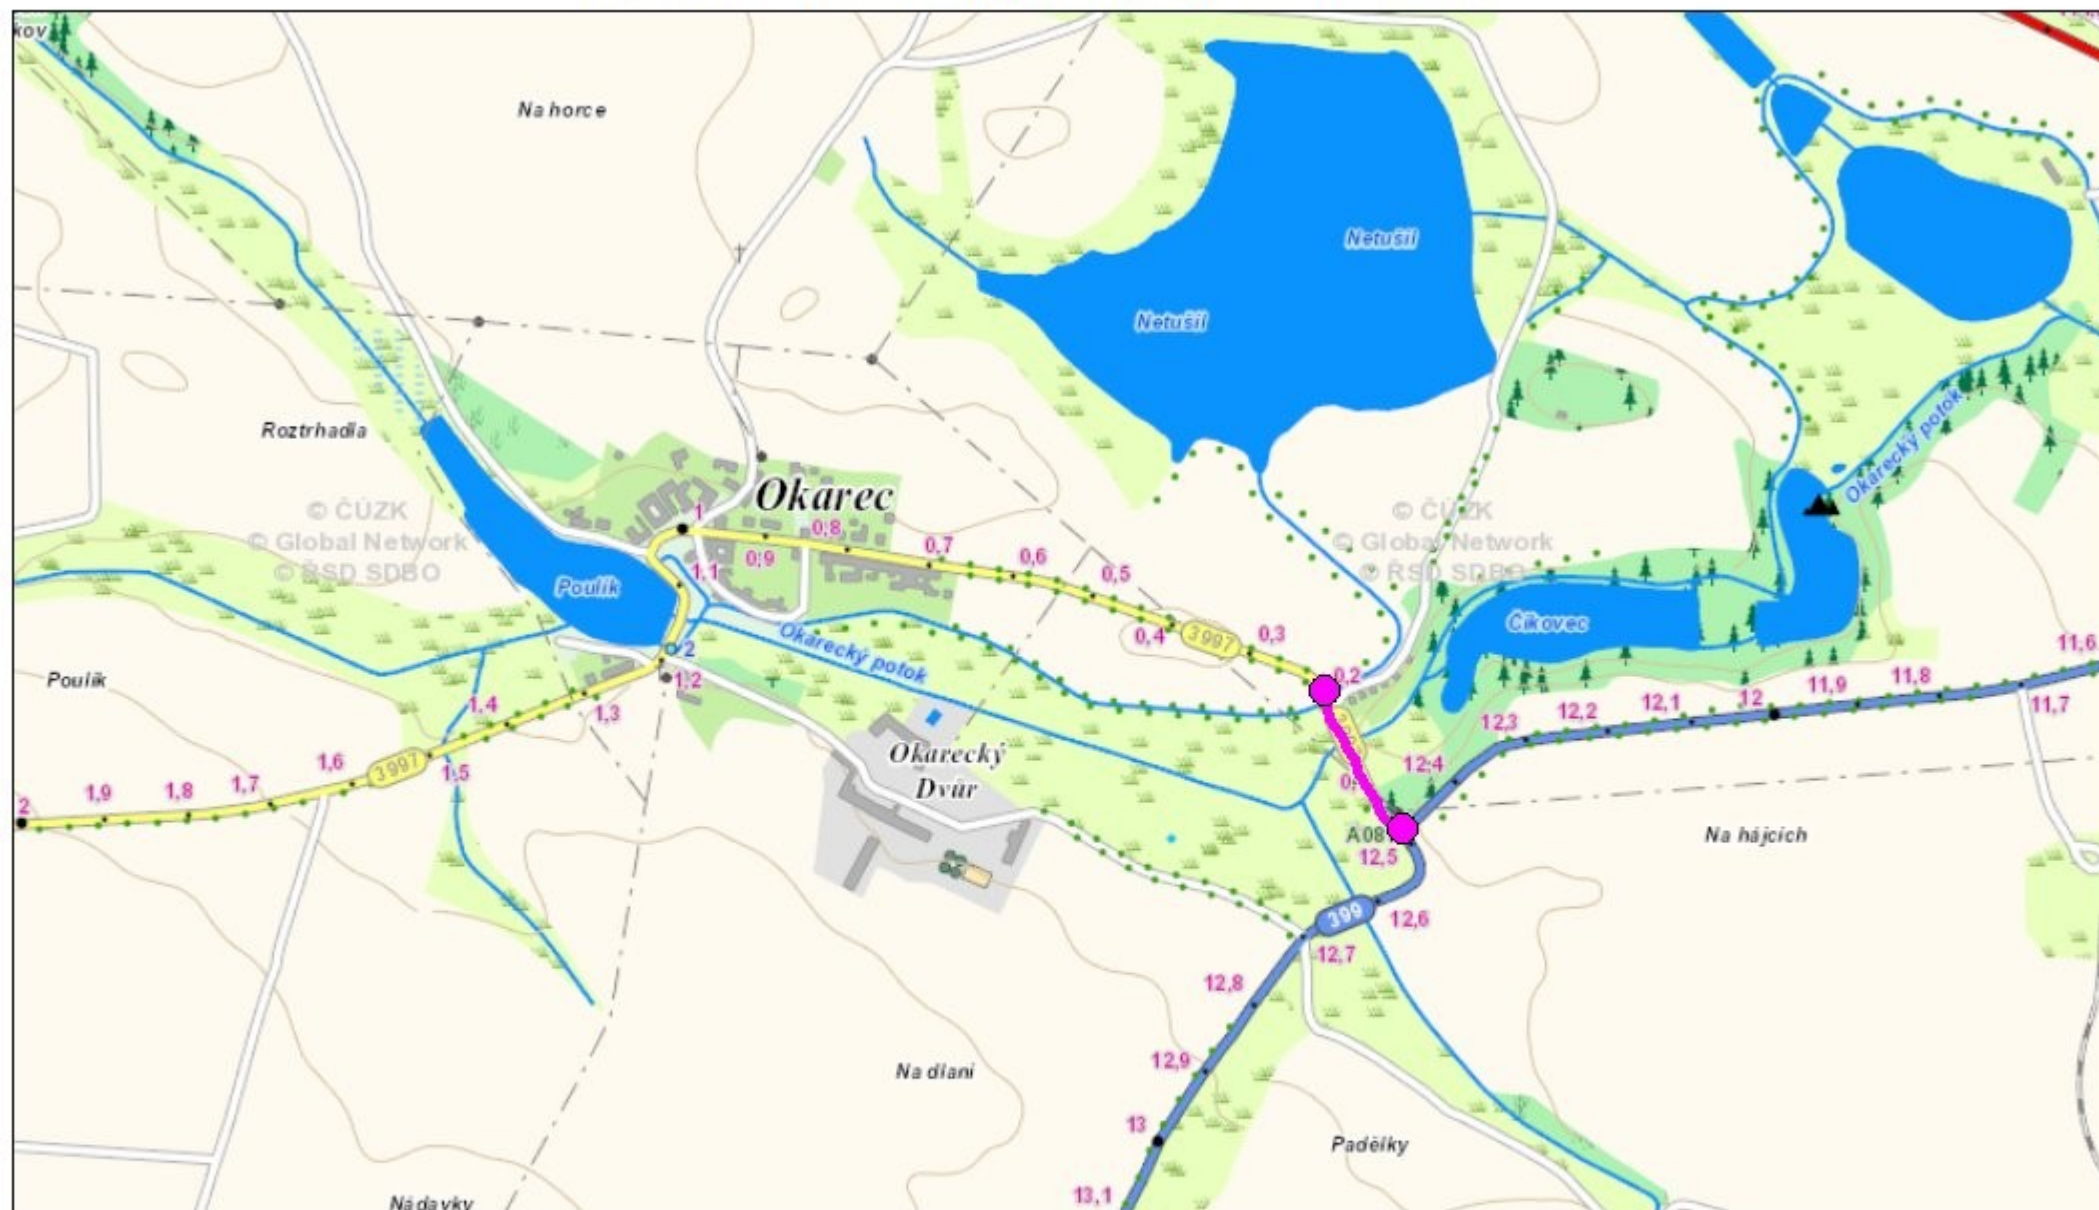 kov
Na horce
Netušil
Netušil
Roztrhadla
Okarec
© ČÚZK
© Global Network
© ŘSD SDBO
© ČÚZK
© Global Network
© ŘSD SDBO
Okarecký potok
1
0,8
0,9
0,7
0,6
0,5
1,1
Poulík
Čikovec
0,4
3997
0,3
0,2
Okarecký potok
2
1,2
Poulík
11,6
11,7
11,8
11,9
12
12,1
12,2
12,3
12,4
1,3
1,4
1,5
3997
1,6
1,7
1,8
1,9
2
Okarecký
Dvůr
A08
12,5
Na hájcích
399
12,6
12,7
12,8
12,9
Na dlani
13
Padělky
13,1
Nádavky